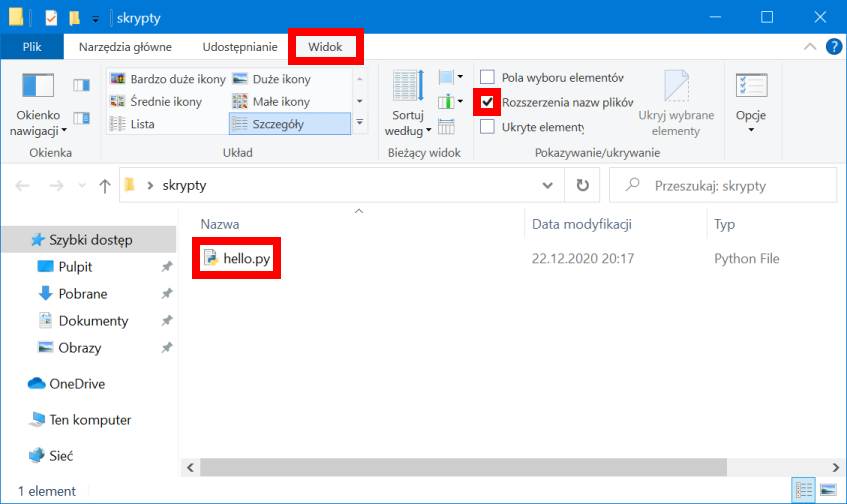 skrypty
Plik Narzędzia główne Udostępnianie Widok
Okienko nawigacji
Bardzo duże ikony Duże ikony
Średnie ikony Małe ikony
Lista Szczegóły
Sortuj według
Pola wyboru elementów
Rozszerzenia nazw plików
Ukryte elementy
Ukryj wybrane elementy
Opcje
Okienka Układ Bieżący widok Pokazywanie/ukrywanie
skrypty
Przeszukaj: skrypty
Nazwa Data modyfikacji Typ
hello.py 22.12.2020 20:17 Python File
Szybki dostęp
Pulpit
Pobrane
Dokumenty
Obrazy
OneDrive
Ten komputer
Sieć
1 element